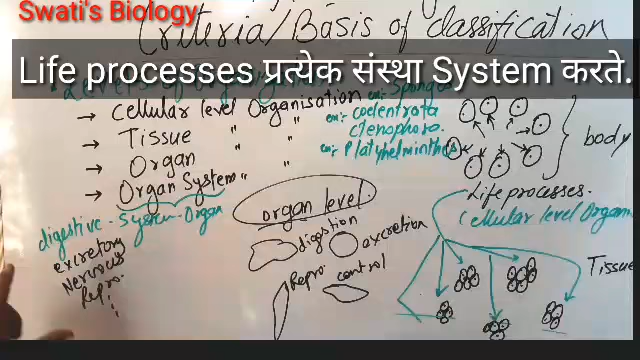 Swati's Biology
Criteria/Basis of classification
Life processes प्रत्येक संस्था System करते.
→ Cellular level Organisation ex: Sponges
→ Tissue " " ex: coelentrata
ctenophora.
→ Organ " " ex: Platyhelminthes
→ Organ System "
body
digestive - System - Organ
excretory
Nervous
Repro.
organ level
digestion
excretion
Repro
control
Life processes.
(Cellular level Organi
Tissue